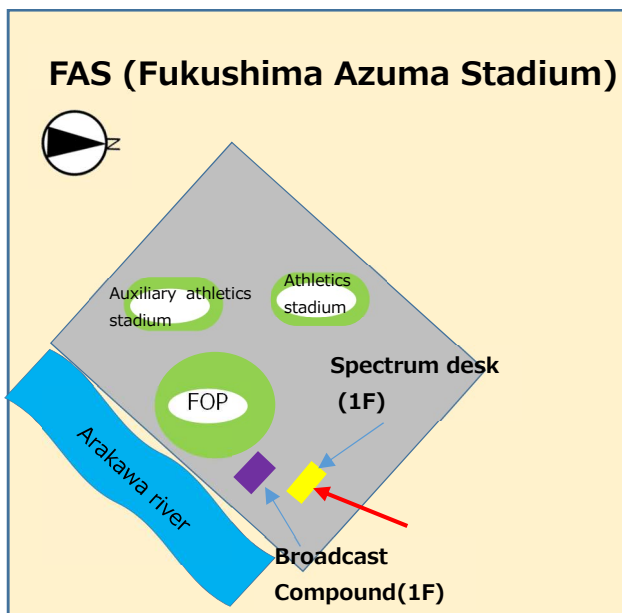 FAS (Fukushima Azuma Stadium)
N
Auxiliary athletics
stadium
Athletics
stadium
Spectrum desk
(1F)
FOP
Arakawa river
Broadcast
Compound(1F)